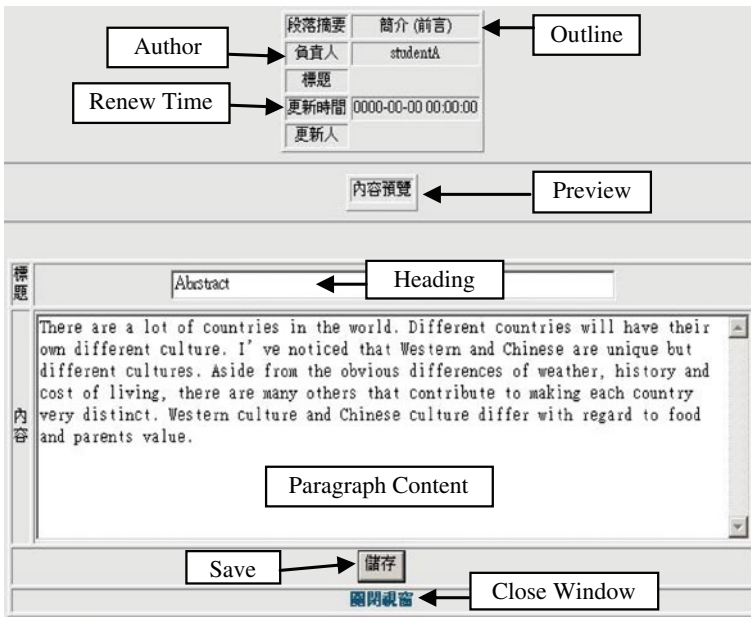 段落摘要 簡介 (前言) Outline
Author 負責人 studentA
標題
Renew Time 更新時間 0000-00-00 00:00:00
更新人
內容預覽 Preview
標題 Abstract Heading
There are a lot of countries in the world. Different countries will have their
own different culture. I've noticed that Western and Chinese are unique but
different cultures. Aside from the obvious differences of weather, history and
cost of living, there are many others that contribute to making each country
very distinct. Western culture and Chinese culture differ with regard to food
and parents value.
內容
Paragraph Content
Save 儲存
關閉視窗 Close Window